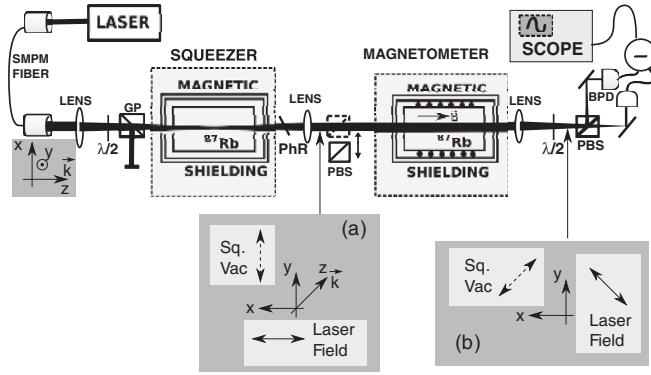 LASER
SMPM
FIBER
LENS
λ/2
GP
SQUEEZER
MAGNETIC
87Rb
SHIELDING
PhR
LENS
PBS
MAGNETOMETER
MAGNETIC
87Rb
SHIELDING
LENS
λ/2
PBS
BPD
SCOPE
−
x
y
k
z
(a)
Sq.
Vac
y
z k
x
Laser
Field
Sq.
Vac
y
x
(b)
Laser
Field